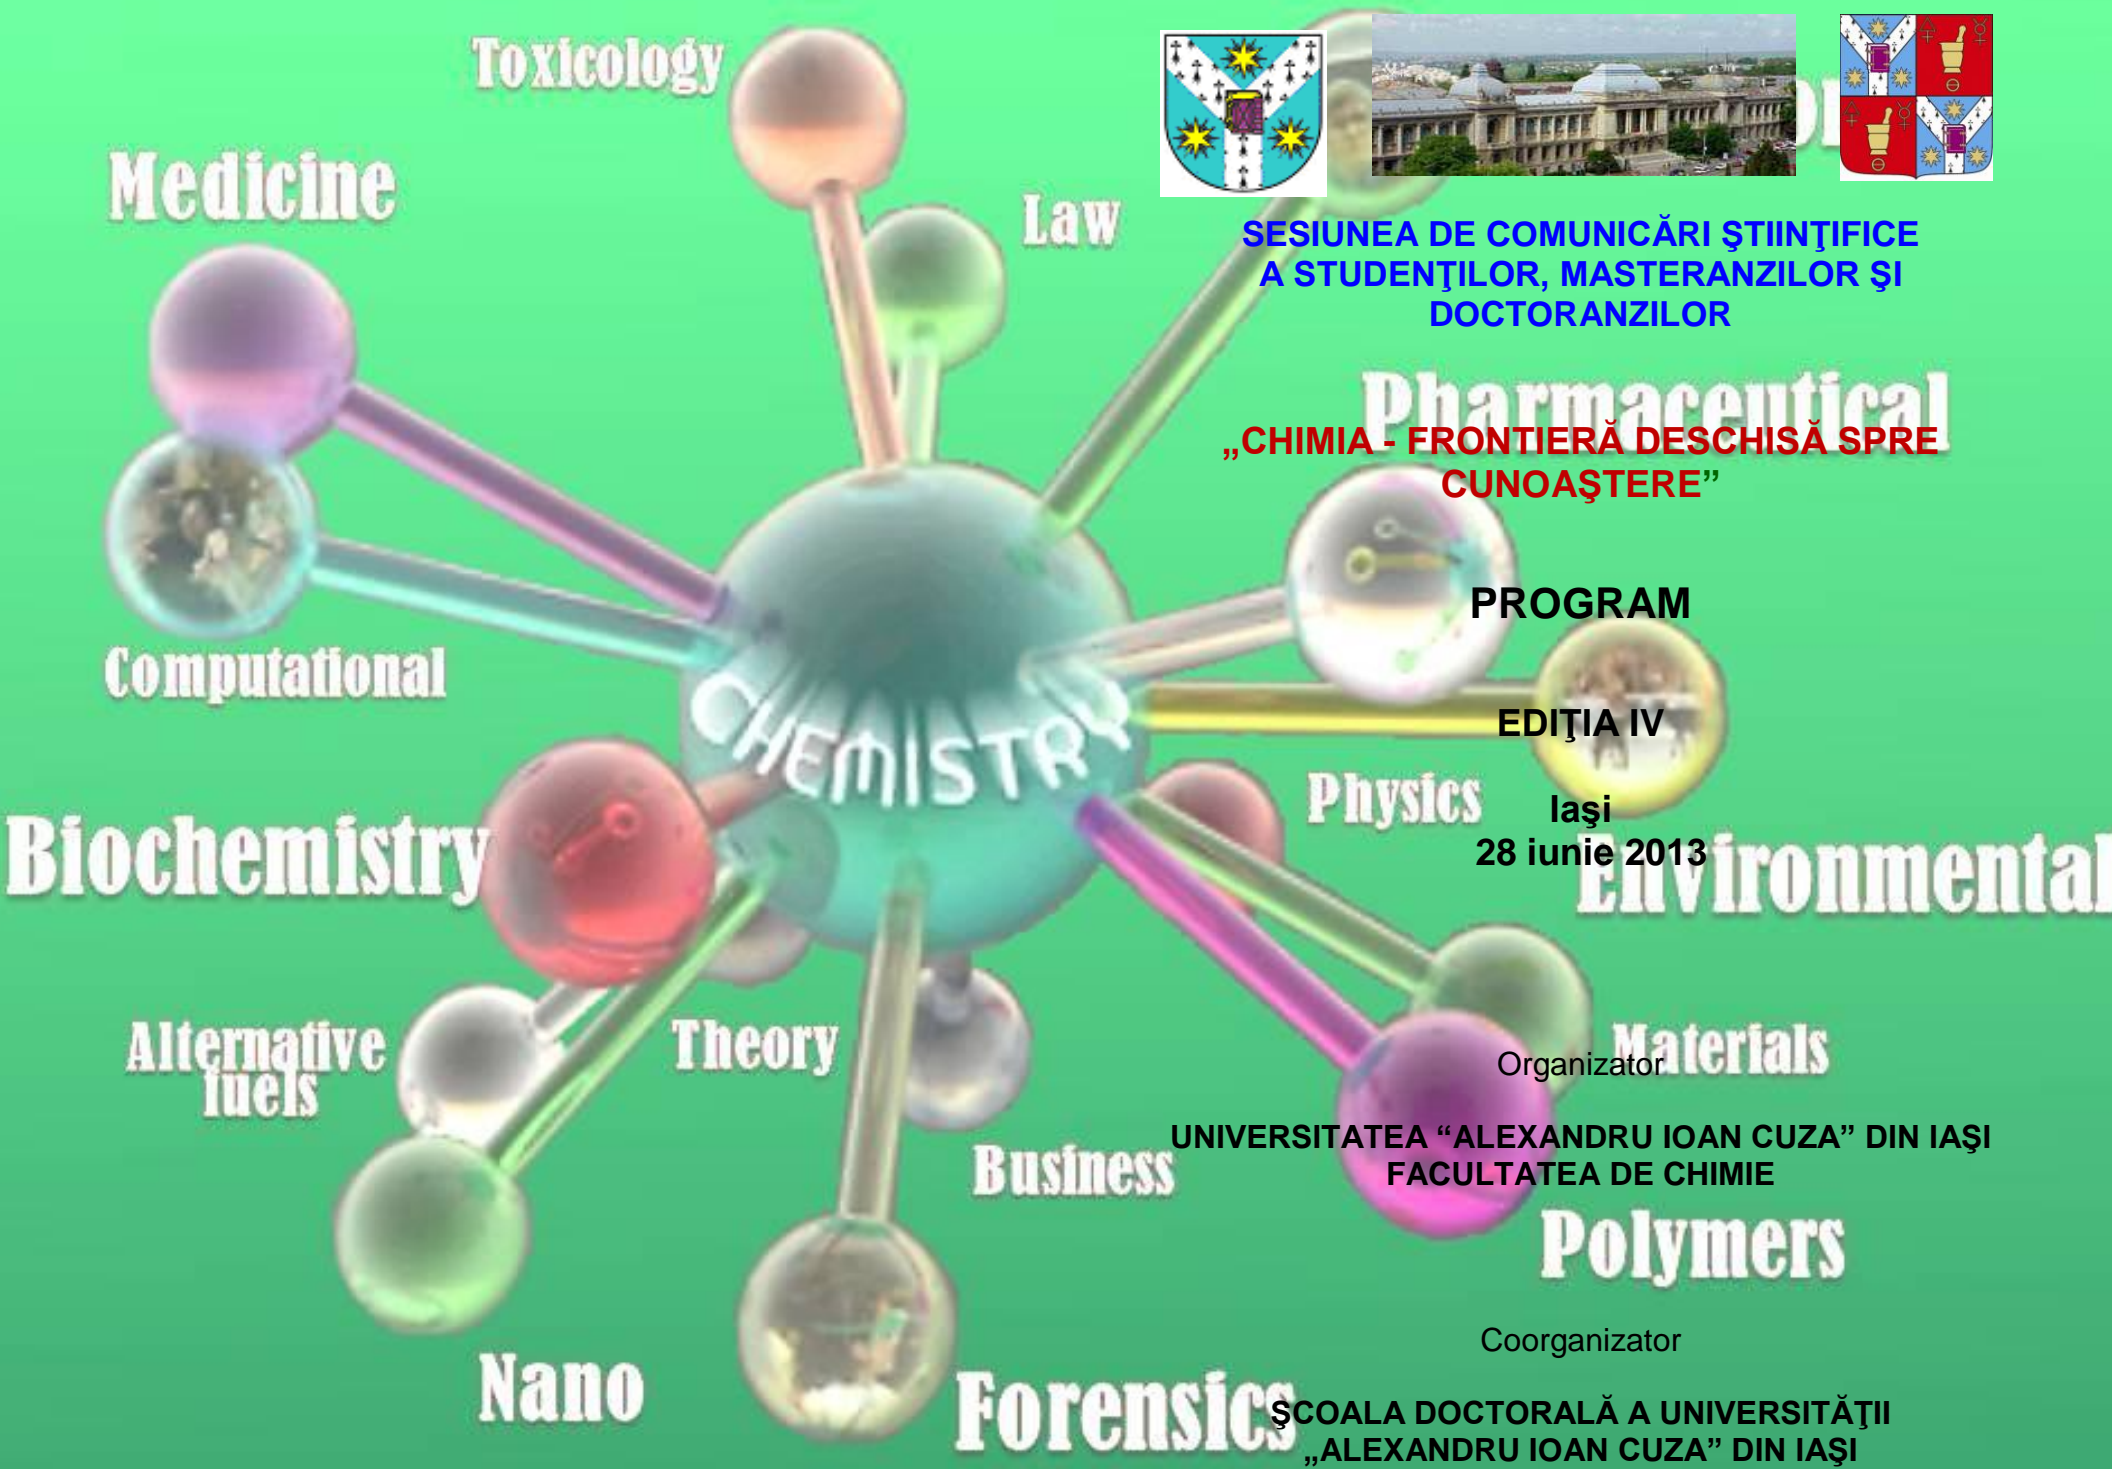 Toxicology
Medicine
Law
SESIUNEA DE COMUNICĂRI ŞTIINŢIFICE
A STUDENŢILOR, MASTERANZILOR ŞI
DOCTORANZILOR
Pharmaceutical
„CHIMIA - FRONTIERĂ DESCHISĂ SPRE
CUNOAŞTERE”
PROGRAM
Computational
EDIŢIA IV
CHEMISTRY
Physics
Iaşi
28 iunie 2013
Biochemistry
Environmental
Alternative
fuels
Theory
Materials
Organizator
UNIVERSITATEA “ALEXANDRU IOAN CUZA” DIN IAŞI
FACULTATEA DE CHIMIE
Business
Polymers
Coorganizator
Nano
Forensics
ŞCOALA DOCTORALĂ A UNIVERSITĂŢII
„ALEXANDRU IOAN CUZA” DIN IAŞI